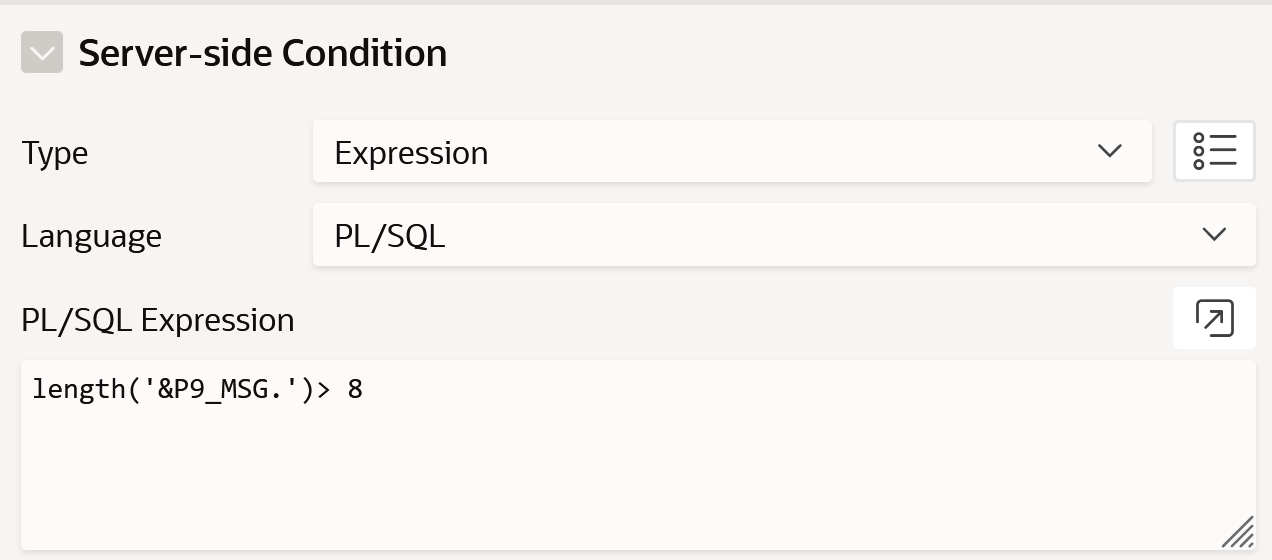 Server-side Condition
Type
Expression
Language
PL/SQL
PL/SQL Expression
length('&P9_MSG.')> 8